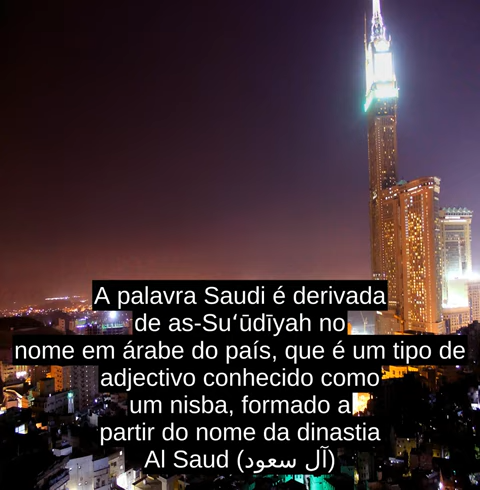 A palavra Saudi é derivada
de as-Suʻūdīyah no
nome em árabe do país, que é um tipo de
adjectivo conhecido como
um nisba, formado a
partir do nome da dinastia
Al Saud (آل سعود)